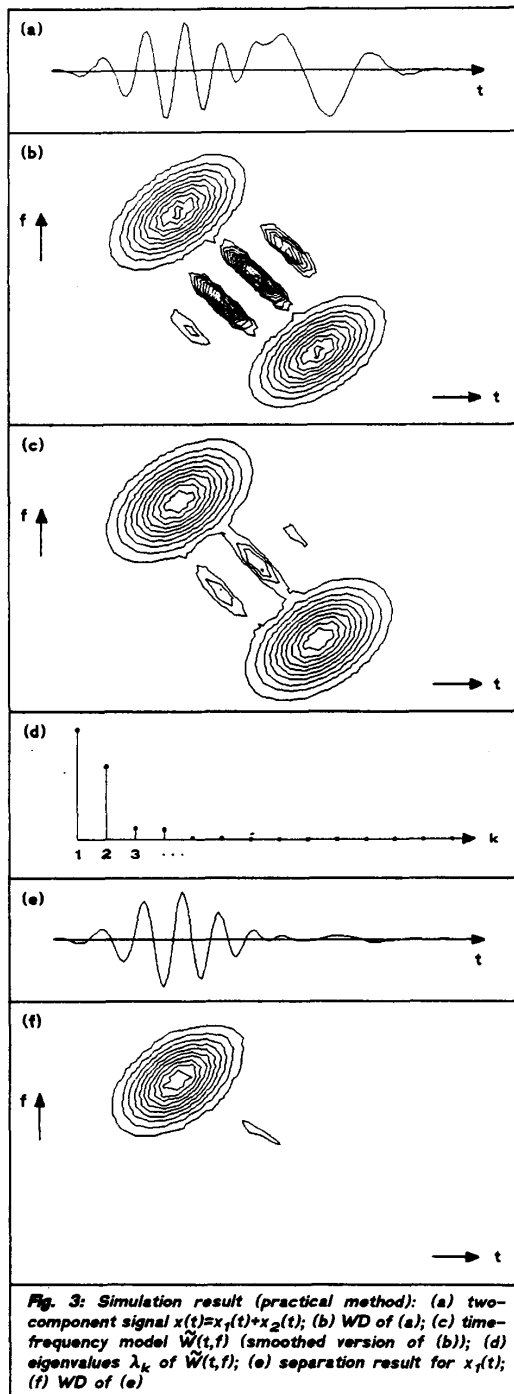 (a)
t
(b)
f
t
(c)
f
t
(d)
k
1 2 3 ...
(e)
t
(f)
f
t
Fig. 3: Simulation result (practical method): (a) two-
component signal x(t)=x₁(t)+x₂(t); (b) WD of (a); (c) time-
frequency model W̃(t,f) (smoothed version of (b)); (d)
eigenvalues λₖ of W̃(t,f); (e) separation result for x₁(t);
(f) WD of (e)